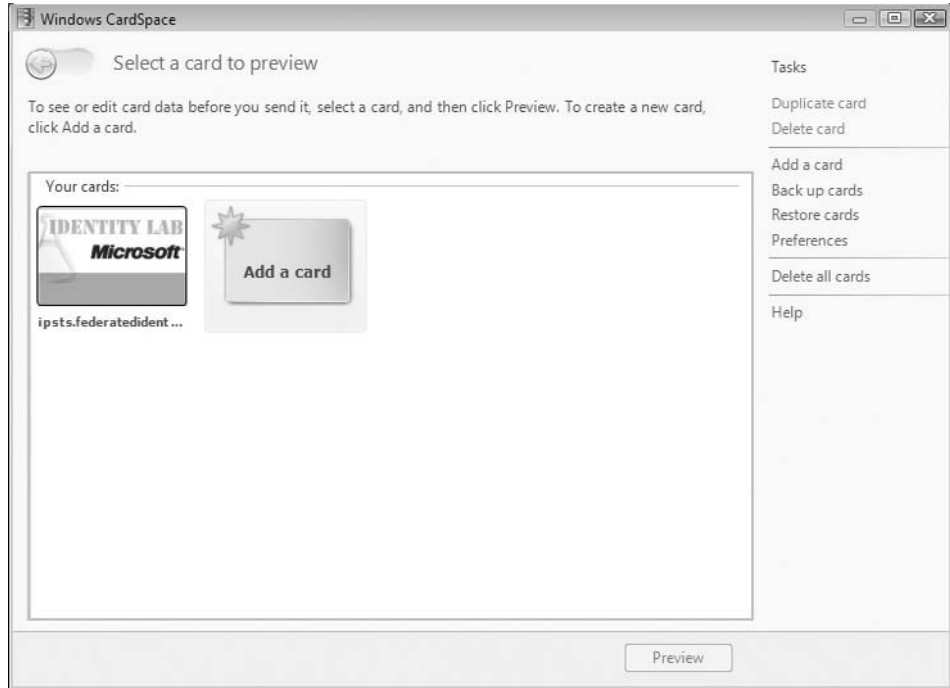 Windows CardSpace
Select a card to preview
To see or edit card data before you send it, select a card, and then click Preview. To create a new card,
click Add a card.
Your cards:
IDENTITY LAB
Microsoft
ipsts.federatedident ...
Add a card
Tasks
Duplicate card
Delete card
Add a card
Back up cards
Restore cards
Preferences
Delete all cards
Help
Preview